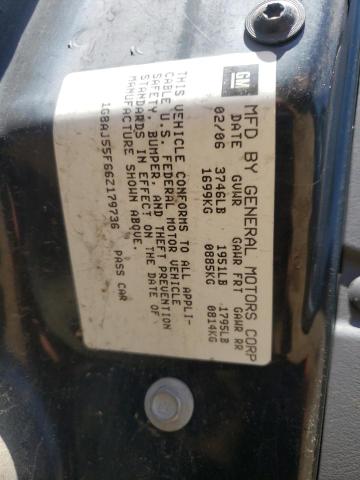 GM
MFD BY GENERAL MOTORS CORP
DATE GVWR GAWR FRT GAWR RR
02/06 3746LB 1951LB 1795LB
1699KG 0885KG 0814KG
THIS VEHICLE CONFORMS TO ALL APPLI-
CABLE U.S. FEDERAL MOTOR VEHICLE
SAFETY, BUMPER, AND THEFT PREVENTION
STANDARDS IN EFFECT ON THE DATE OF
MANUFACTURE SHOWN ABOVE.
1G8AJ55F66Z179736 PASS CAR